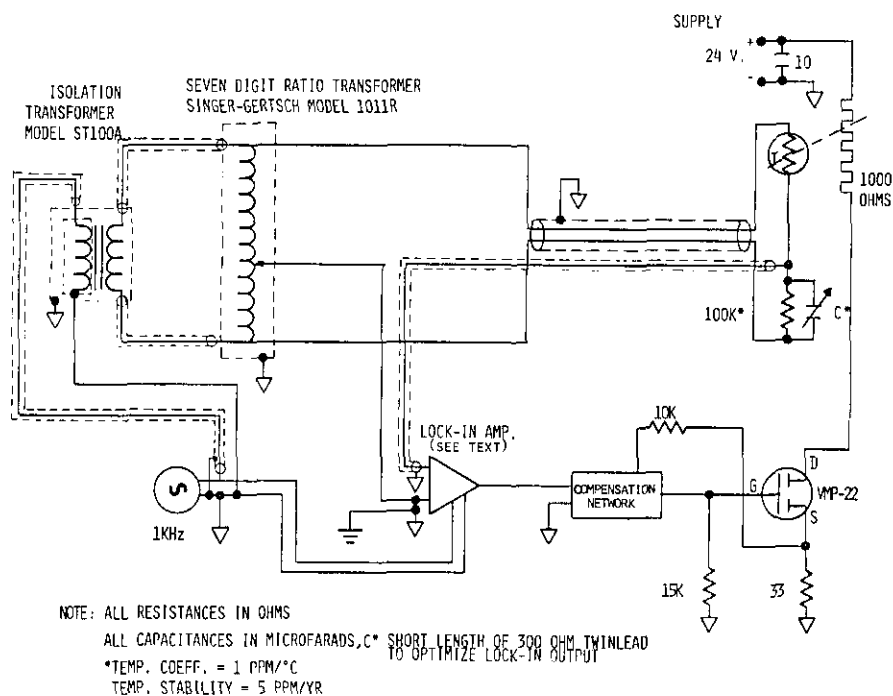 SUPPLY
24 V.
+
-
10
ISOLATION
TRANSFORMER
MODEL ST100A
SEVEN DIGIT RATIO TRANSFORMER
SINGER-GERTSCH MODEL 1011R
T
1000
OHMS
100K*
C*
LOCK-IN AMP.
(SEE TEXT)
10K
1KHz
COMPENSATION
NETWORK
G
D
VMP-22
S
15K
33
NOTE: ALL RESISTANCES IN OHMS
ALL CAPACITANCES IN MICROFARADS, C* SHORT LENGTH OF 300 OHM TWINLEAD
TO OPTIMIZE LOCK-IN OUTPUT
*TEMP. COEFF. = 1 PPM/°C
TEMP. STABILITY = 5 PPM/YR